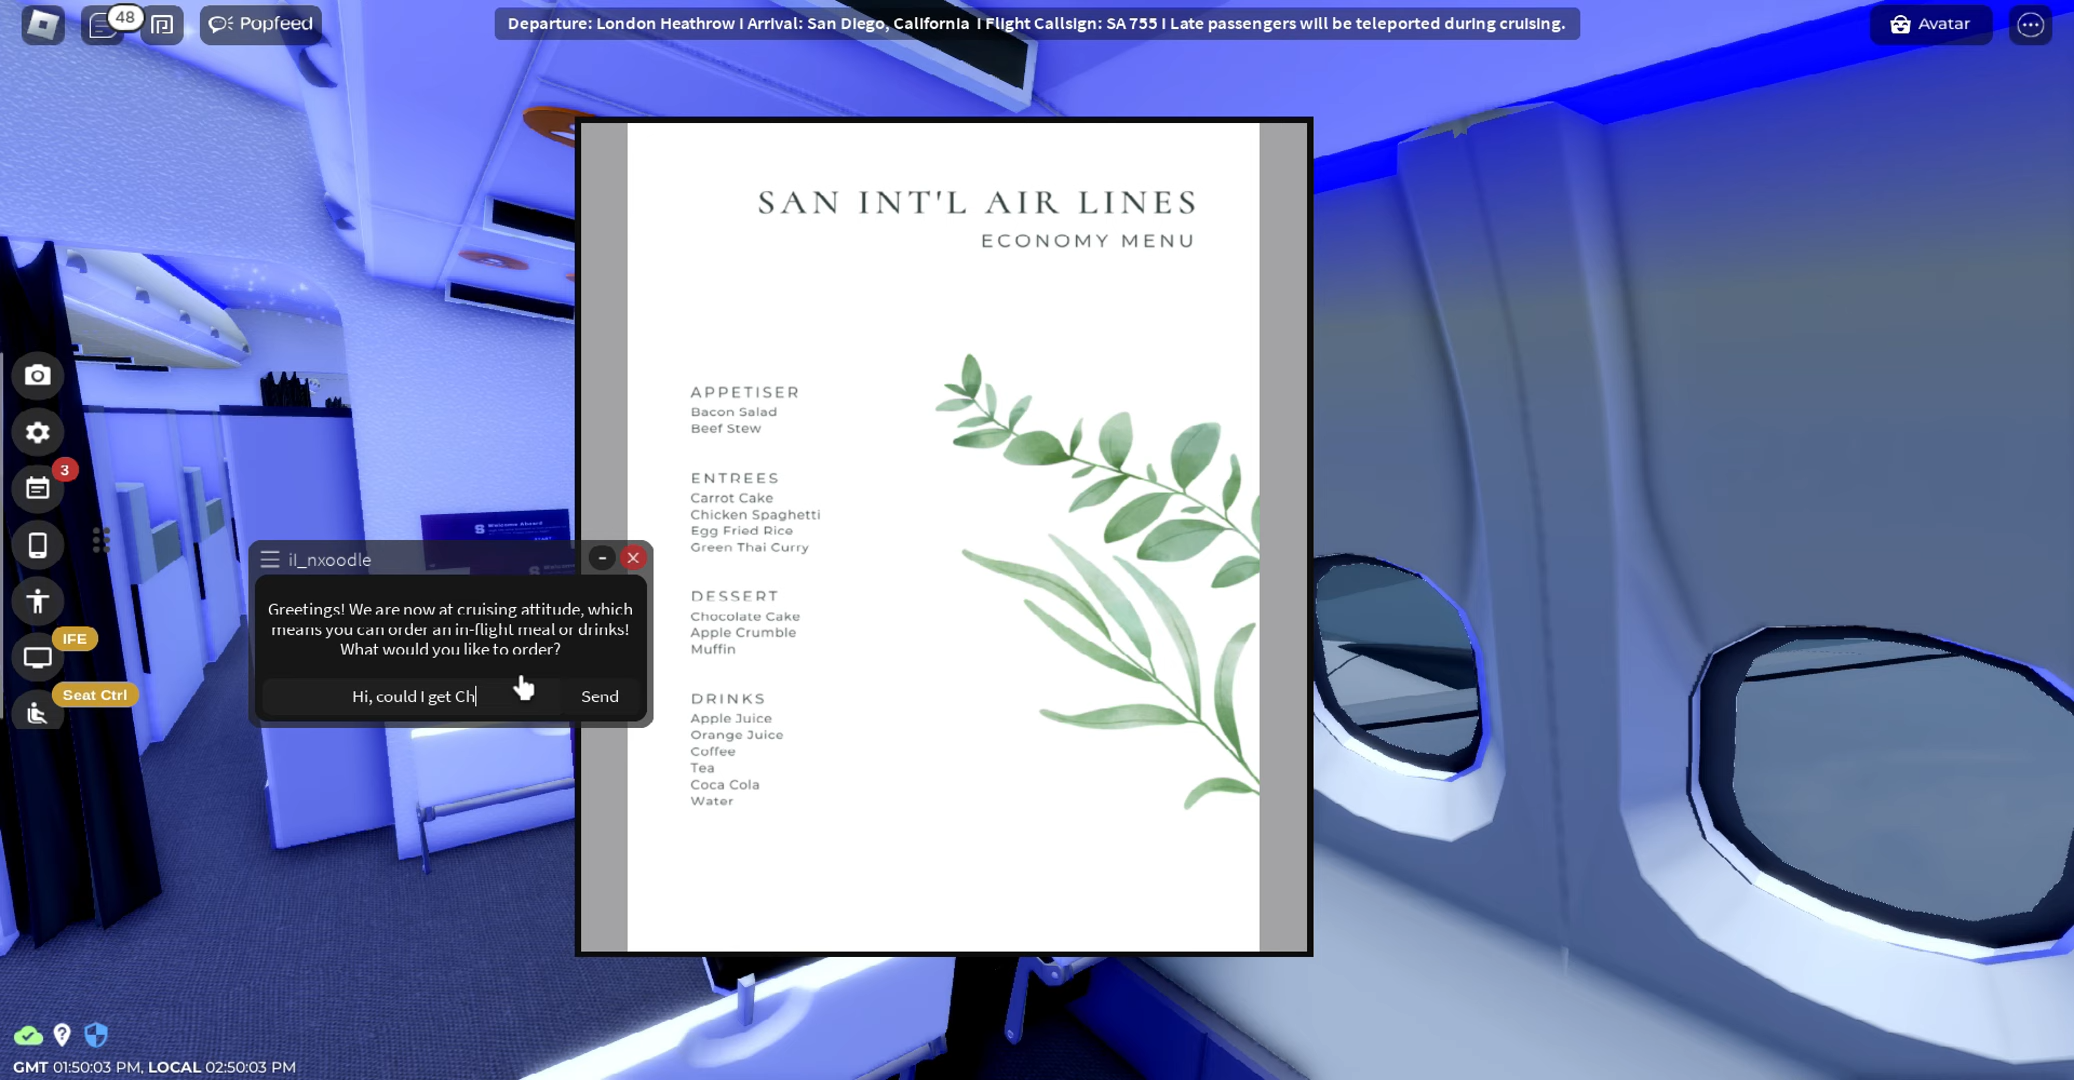 48
Popfeed
Departure: London Heathrow I Arrival: San Diego, California I Flight Callsign: SA 755 I Late passengers will be teleported during cruising.
Avatar
SAN INT'L AIR LINES
ECONOMY MENU
APPETISER
Bacon Salad
Beef Stew
ENTREES
Carrot Cake
Chicken Spaghetti
Egg Fried Rice
Green Thai Curry
DESSERT
Chocolate Cake
Apple Crumble
Muffin
DRINKS
Apple Juice
Orange Juice
Coffee
Tea
Coca Cola
Water
3
IFE
Seat Ctrl
S Welcome Aboard
il_nxoodle
Greetings! We are now at cruising attitude, which
means you can order an in-flight meal or drinks!
What would you like to order?
Hi, could I get Ch
Send
GMT 01:50:03 PM, LOCAL 02:50:03 PM